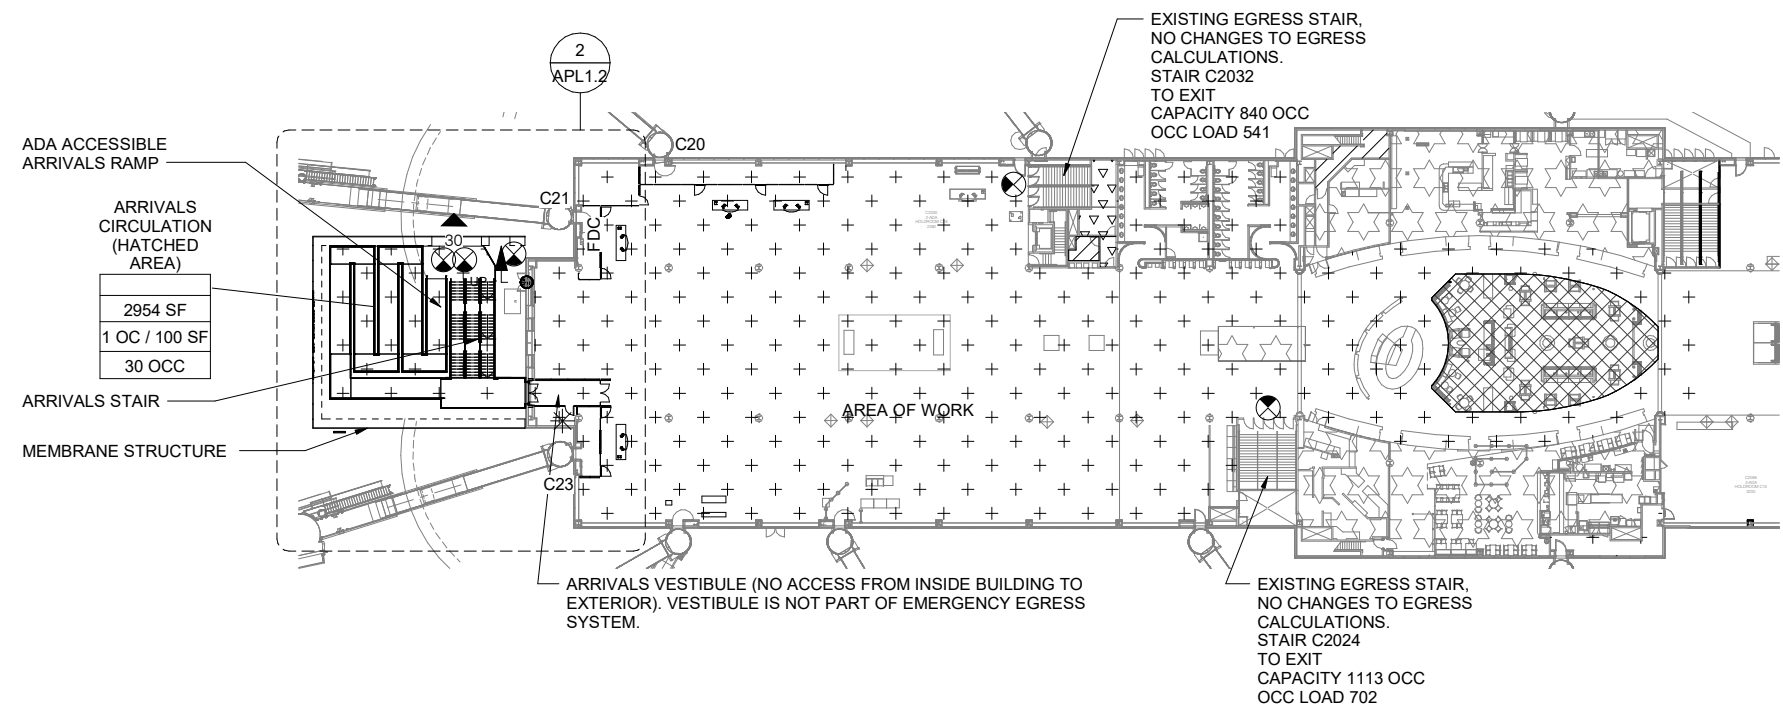 2
APL1.2
EXISTING EGRESS STAIR,
NO CHANGES TO EGRESS
CALCULATIONS.
STAIR C2032
TO EXIT
CAPACITY 840 OCC
OCC LOAD 541
ADA ACCESSIBLE
ARRIVALS RAMP
C20
C21
ARRIVALS
CIRCULATION
(HATCHED
AREA)
2954 SF
1 OC / 100 SF
30 OCC
30
FDC
ARRIVALS STAIR
AREA OF WORK
MEMBRANE STRUCTURE
C23
ARRIVALS VESTIBULE (NO ACCESS FROM INSIDE BUILDING TO
EXTERIOR). VESTIBULE IS NOT PART OF EMERGENCY EGRESS
SYSTEM.
EXISTING EGRESS STAIR,
NO CHANGES TO EGRESS
CALCULATIONS.
STAIR C2024
TO EXIT
CAPACITY 1113 OCC
OCC LOAD 702